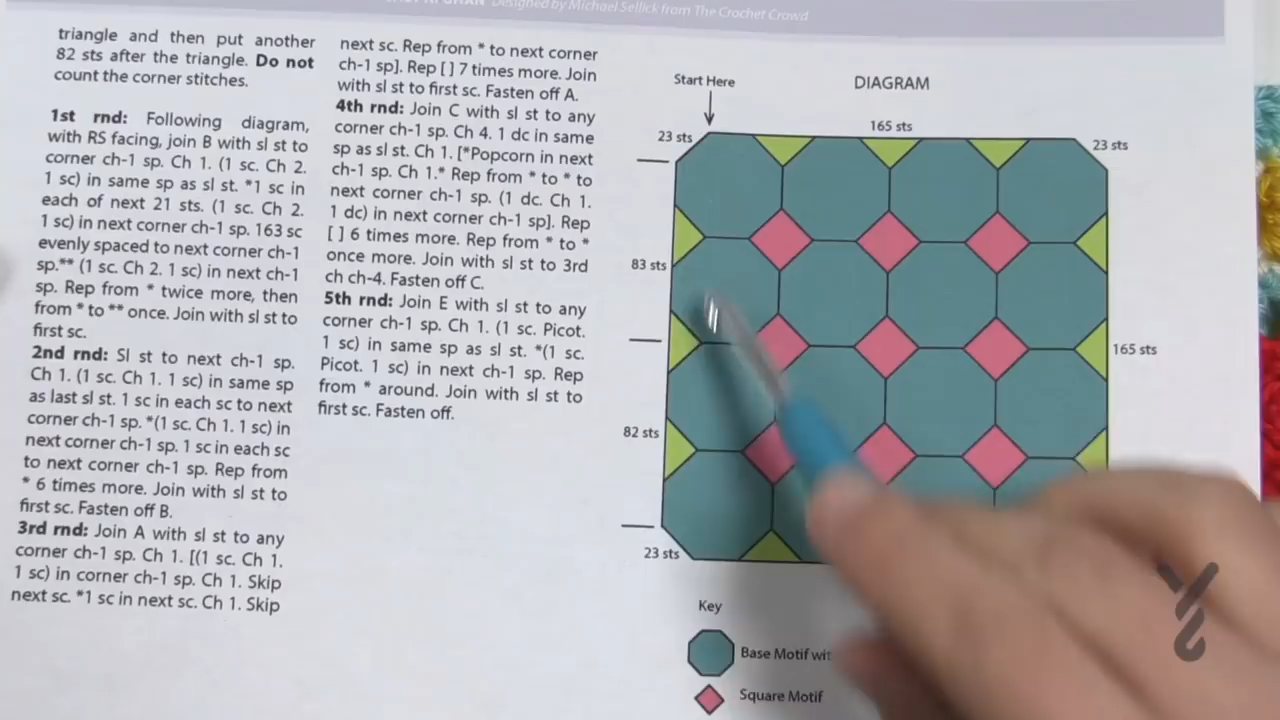 Designed by Michael Sellick from The Crochet Crowd
triangle and then put another
82 sts after the triangle. Do not
count the corner stitches.
1st rnd: Following diagram,
with RS facing, join B with sl st to
corner ch-1 sp. Ch 1. (1 sc. Ch 2.
1 sc) in same sp as sl st. *1 sc in
each of next 21 sts. (1 sc. Ch 2.
1 sc) in next corner ch-1 sp. 163 sc
evenly spaced to next corner ch-1
sp.** (1 sc. Ch 2. 1 sc) in next ch-1
sp. Rep from * twice more, then
from * to ** once. Join with sl st to
first sc.
2nd rnd: Sl st to next ch-1 sp.
Ch 1. (1 sc. Ch 1. 1 sc) in same sp
as last sl st. 1 sc in each sc to next
corner ch-1 sp. *(1 sc. Ch 1. 1 sc) in
next corner ch-1 sp. 1 sc in each sc
to next corner ch-1 sp. Rep from
* 6 times more. Join with sl st to
first sc. Fasten off B.
3rd rnd: Join A with sl st to any
corner ch-1 sp. Ch 1. [(1 sc. Ch 1.
1 sc) in corner ch-1 sp. Ch 1. Skip
next sc. *1 sc in next sc. Ch 1. Skip
next sc. Rep from * to next corner
ch-1 sp]. Rep [ ] 7 times more. Join
with sl st to first sc. Fasten off A.
4th rnd: Join C with sl st to any
corner ch-1 sp. Ch 4. 1 dc in same
sp as sl st. Ch 1. [*Popcorn in next
ch-1 sp. Ch 1.* Rep from * to * to
next corner ch-1 sp. (1 dc. Ch 1.
1 dc) in next corner ch-1 sp]. Rep
[ ] 6 times more. Rep from * to *
once more. Join with sl st to 3rd
ch ch-4. Fasten off C.
5th rnd: Join E with sl st to any
corner ch-1 sp. Ch 1. (1 sc. Picot.
1 sc) in same sp as sl st. *(1 sc.
Picot. 1 sc) in next ch-1 sp. Rep
from * around. Join with sl st to
first sc. Fasten off.
DIAGRAM
Start Here
23 sts
165 sts
23 sts
83 sts
165 sts
82 sts
23 sts
Key
Base Motif
Square Motif